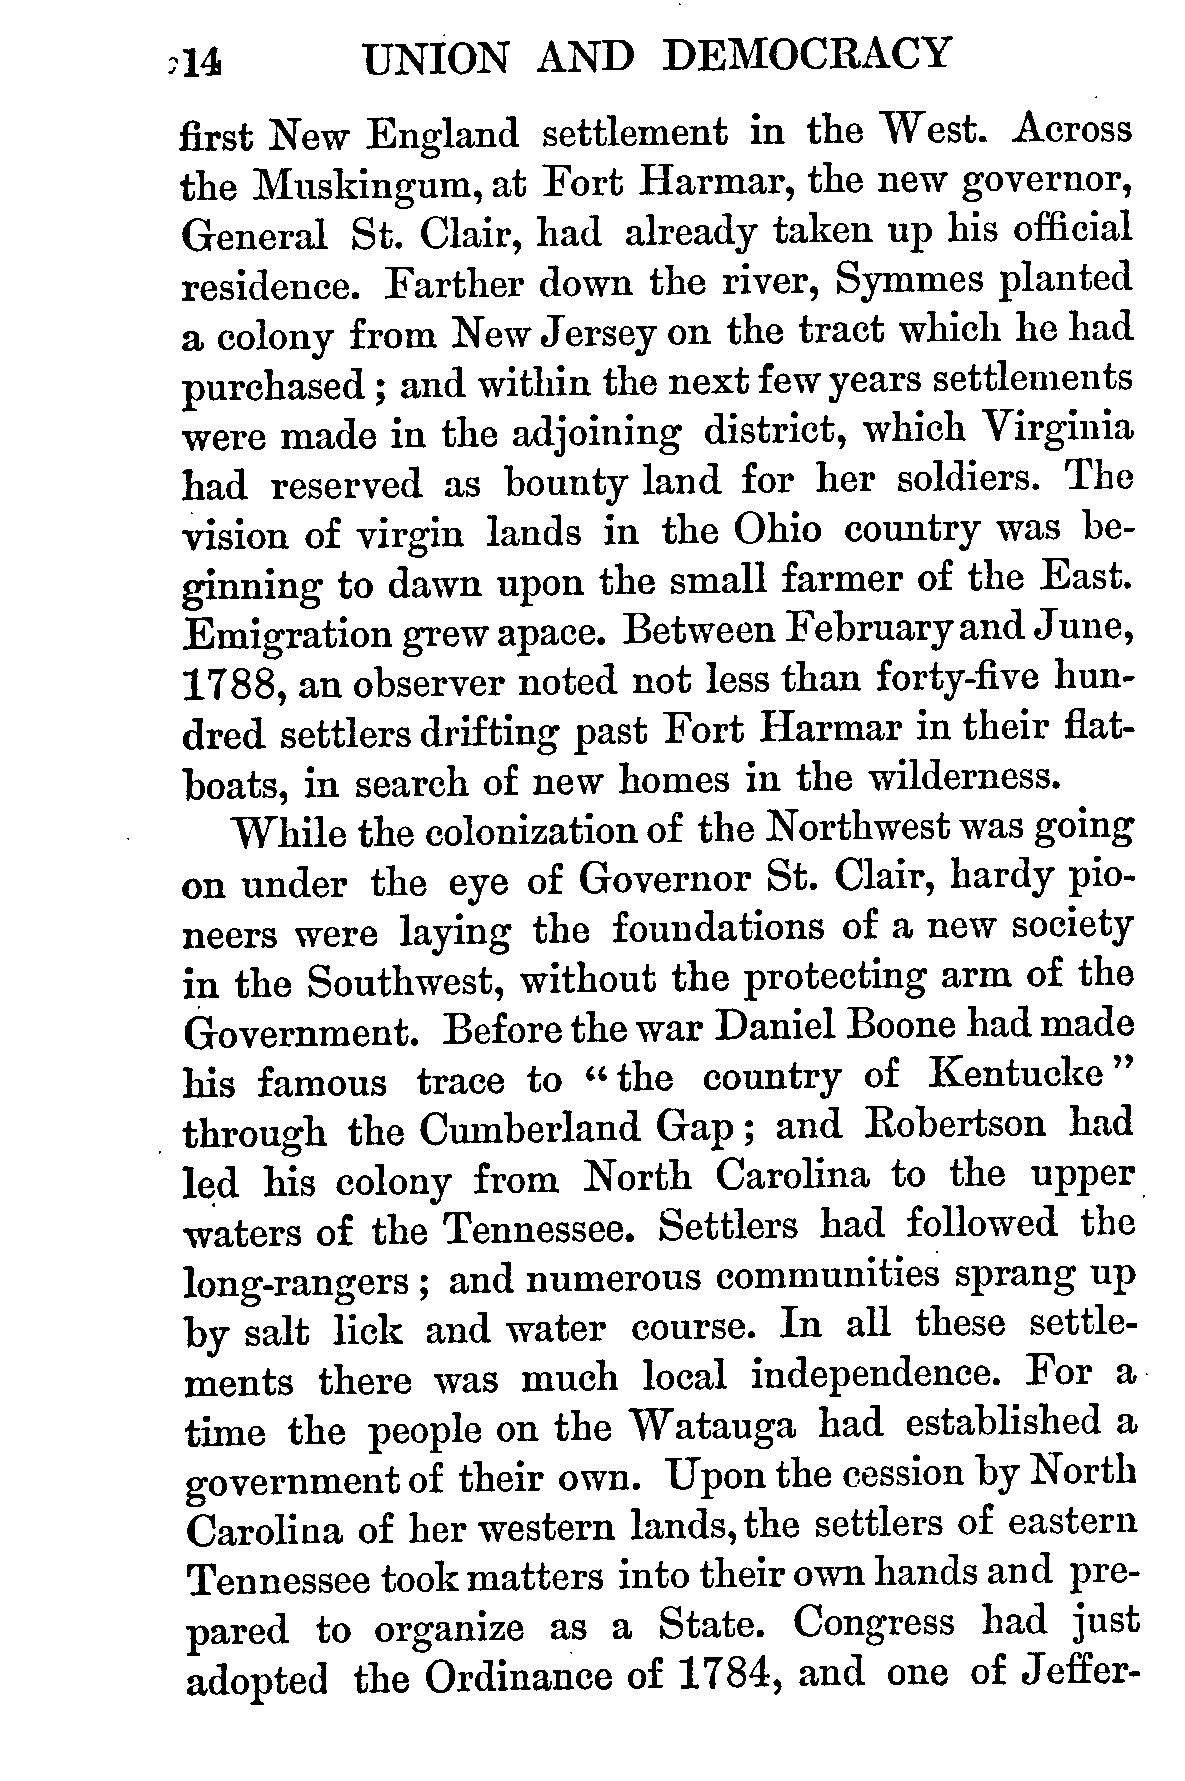 14 UNION AND DEMOCRACY
first New England settlement in the West. Across
the Muskingum, at Fort Harmar, the new governor,
General St. Clair, had already taken up his official
residence. Farther down the river, Symmes planted
a colony from New Jersey on the tract which he had
purchased ; and within the next few years settlements
were made in the adjoining district, which Virginia
had reserved as bounty land for her soldiers. The
vision of virgin lands in the Ohio country was be-
ginning to dawn upon the small farmer of the East.
Emigration grew apace. Between February and June,
1788, an observer noted not less than forty-five hun-
dred settlers drifting past Fort Harmar in their flat-
boats, in search of new homes in the wilderness.
While the colonization of the Northwest was going
on under the eye of Governor St. Clair, hardy pio-
neers were laying the foundations of a new society
in the Southwest, without the protecting arm of the
Government. Before the war Daniel Boone had made
his famous trace to “the country of Kentucke”
through the Cumberland Gap ; and Robertson had
led his colony from North Carolina to the upper
waters of the Tennessee. Settlers had followed the
long-rangers ; and numerous communities sprang up
by salt lick and water course. In all these settle-
ments there was much local independence. For a
time the people on the Watauga had established a
government of their own. Upon the cession by North
Carolina of her western lands, the settlers of eastern
Tennessee took matters into their own hands and pre-
pared to organize as a State. Congress had just
adopted the Ordinance of 1784, and one of Jeffer-